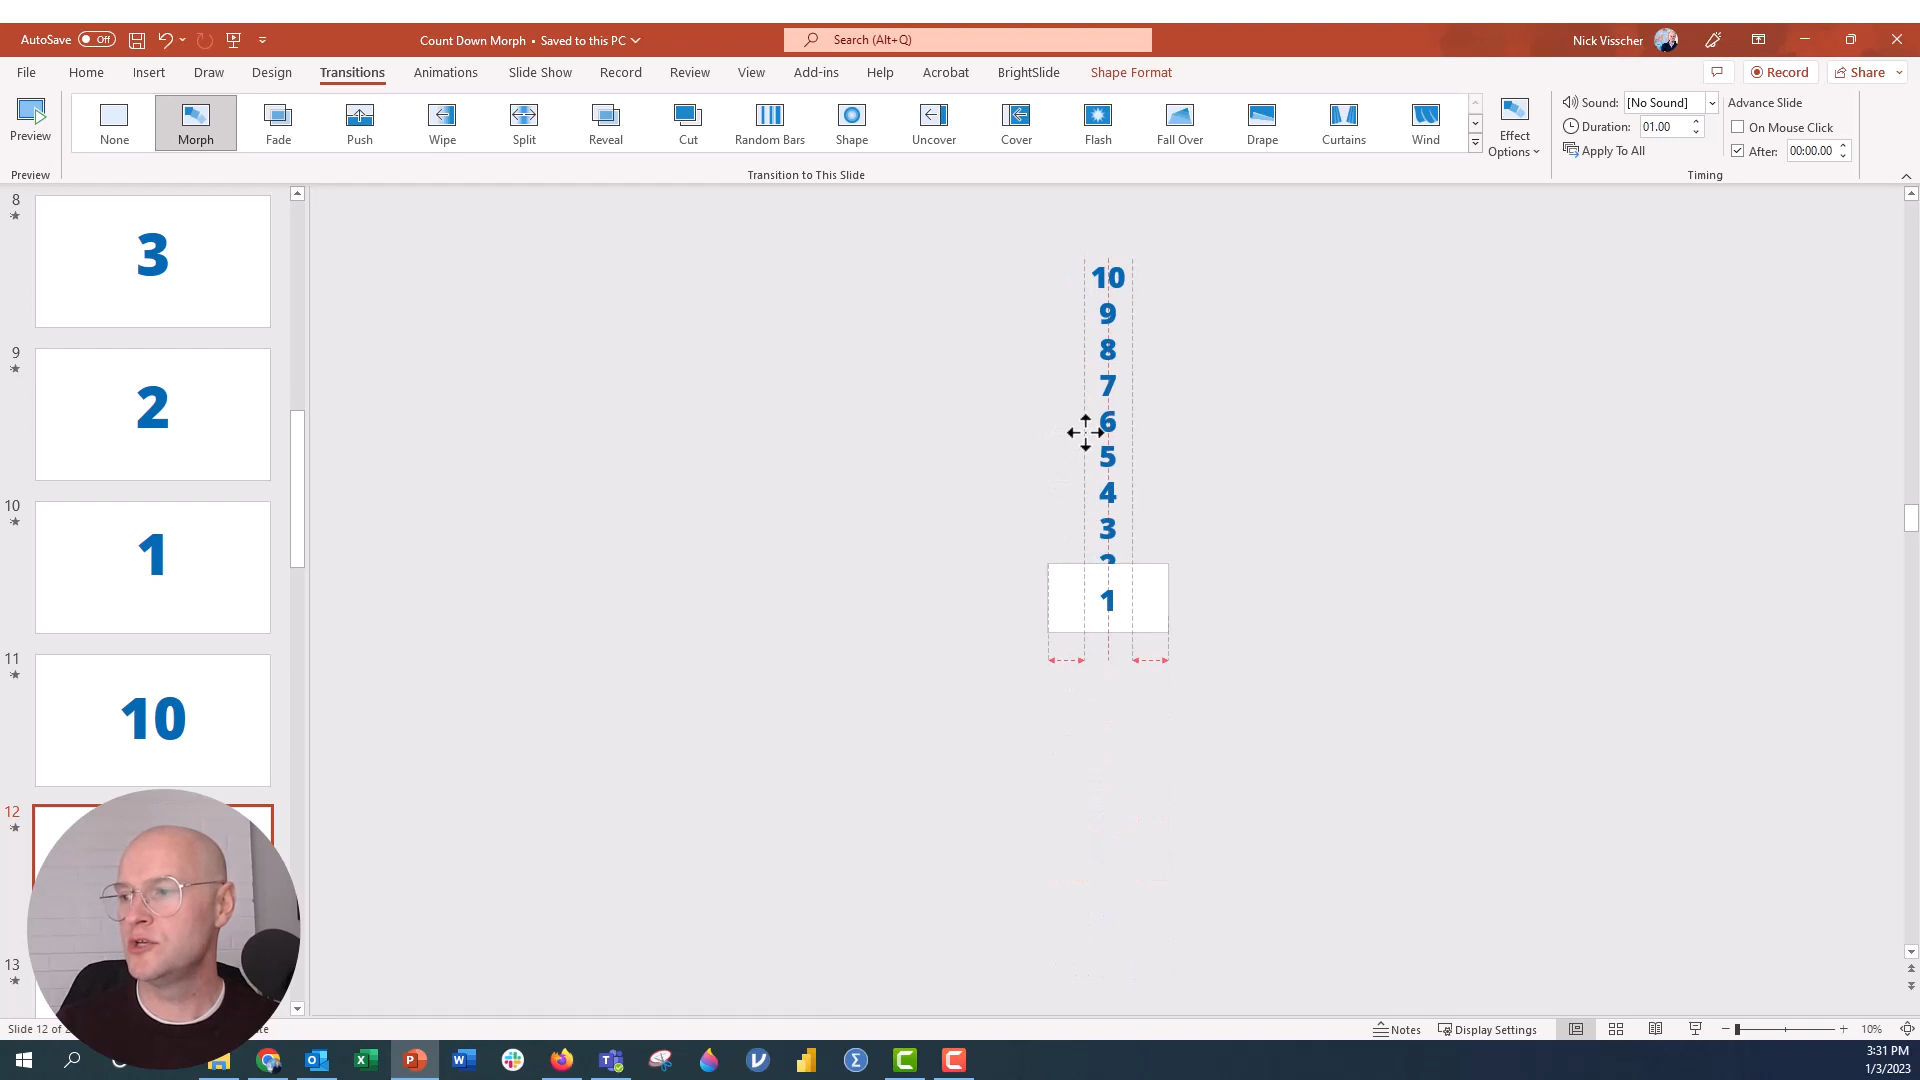 AutoSave Off
Count Down Morph • Saved to this PC
Search (Alt+Q)
Nick Visscher
File Home Insert Draw Design Transitions Animations Slide Show Record Review View Add-ins Help Acrobat BrightSlide Shape Format
Record Share
Preview
None Morph Fade Push Wipe Split Reveal Cut Random Bars Shape Uncover Cover Flash Fall Over Drape Curtains Wind
Effect Options
Sound: [No Sound]
Duration: 01.00
Apply To All
Advance Slide
On Mouse Click
After: 00:00.00
Preview
Transition to This Slide
Timing
8
3
9
2
10
1
11
10
12
13
10
9
8
7
6
5
4
3
2
1
Slide 12 of
Notes Display Settings 10%
3:31 PM
1/3/2023